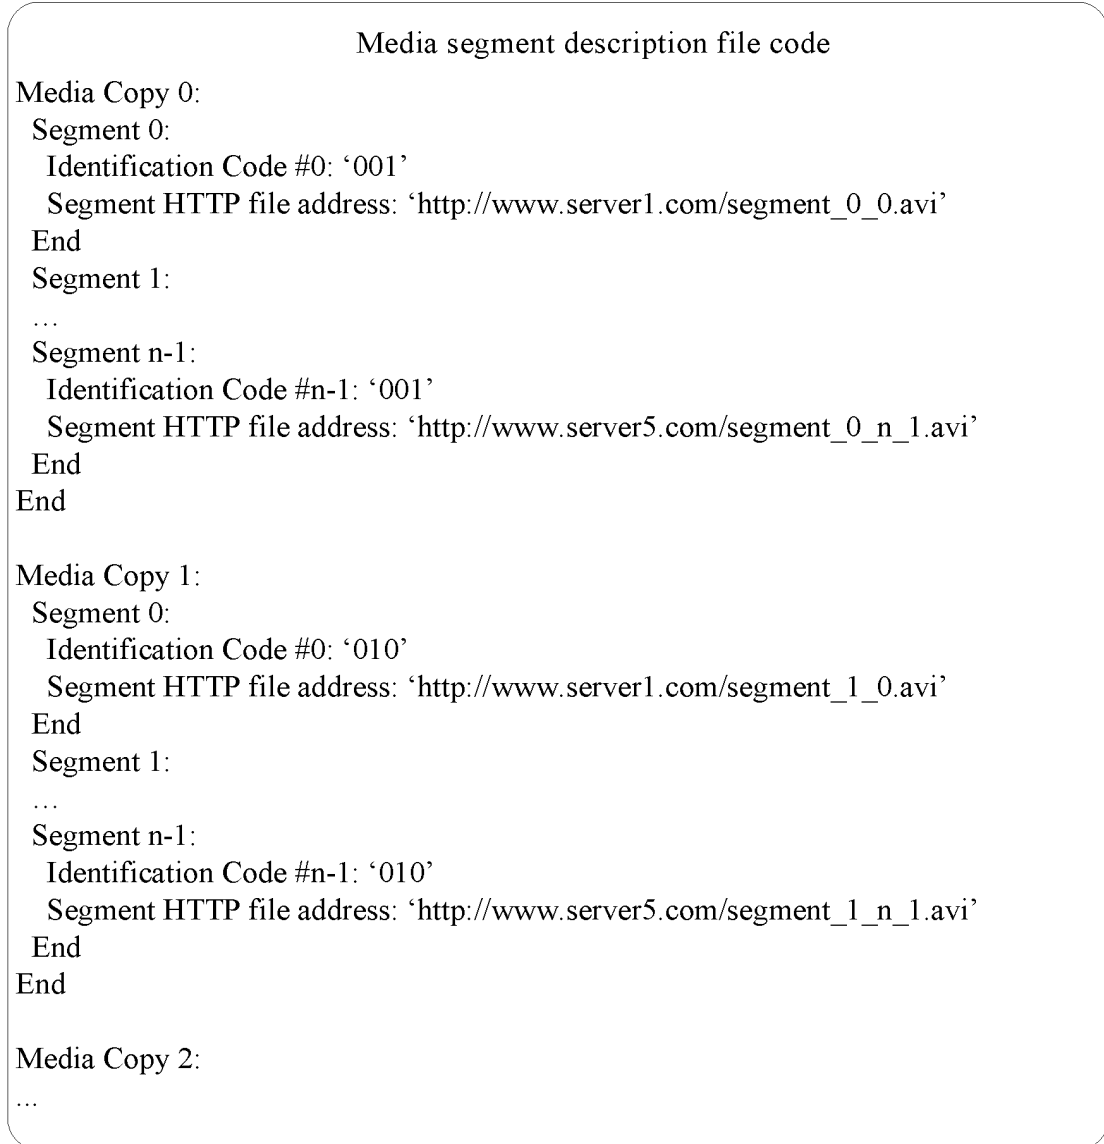 Media segment description file code
Media Copy 0:
Segment 0:
Identification Code #0: ‘001’
Segment HTTP file address: ‘http://www.server1.com/segment_0_0.avi’
End
Segment 1:
…
Segment n-1:
Identification Code #n-1: ‘001’
Segment HTTP file address: ‘http://www.server5.com/segment_0_n_1.avi’
End
End
Media Copy 1:
Segment 0:
Identification Code #0: ‘010’
Segment HTTP file address: ‘http://www.server1.com/segment_1_0.avi’
End
Segment 1:
…
Segment n-1:
Identification Code #n-1: ‘010’
Segment HTTP file address: ‘http://www.server5.com/segment_1_n_1.avi’
End
End
Media Copy 2:
...